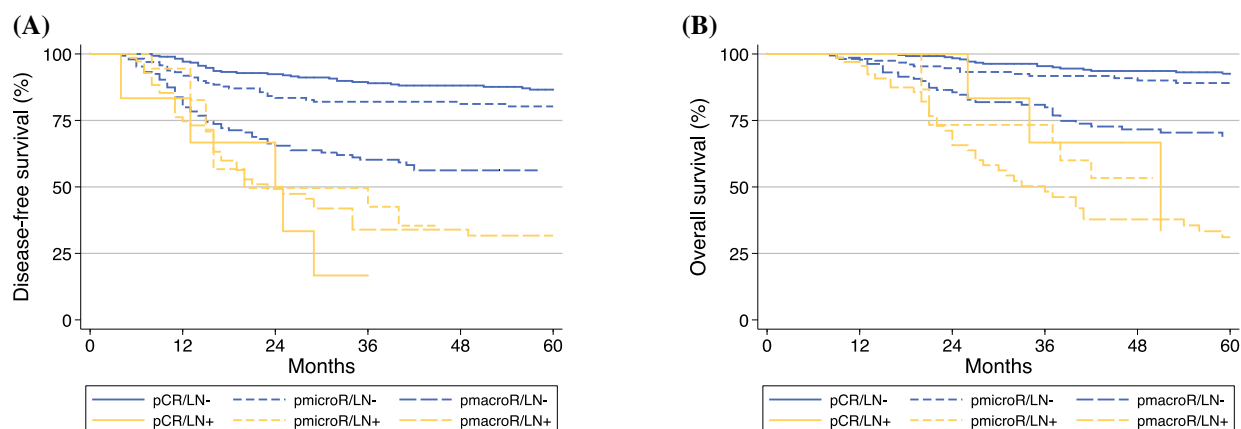 (A)
Disease-free survival (%)
100
75
50
25
0
0 12 24 36 48 60
Months
pCR/LN- pmicroR/LN- pmacroR/LN-
pCR/LN+ pmicroR/LN+ pmacroR/LN+
(B)
Overall survival (%)
100
75
50
25
0
0 12 24 36 48 60
Months
pCR/LN- pmicroR/LN- pmacroR/LN-
pCR/LN+ pmicroR/LN+ pmacroR/LN+